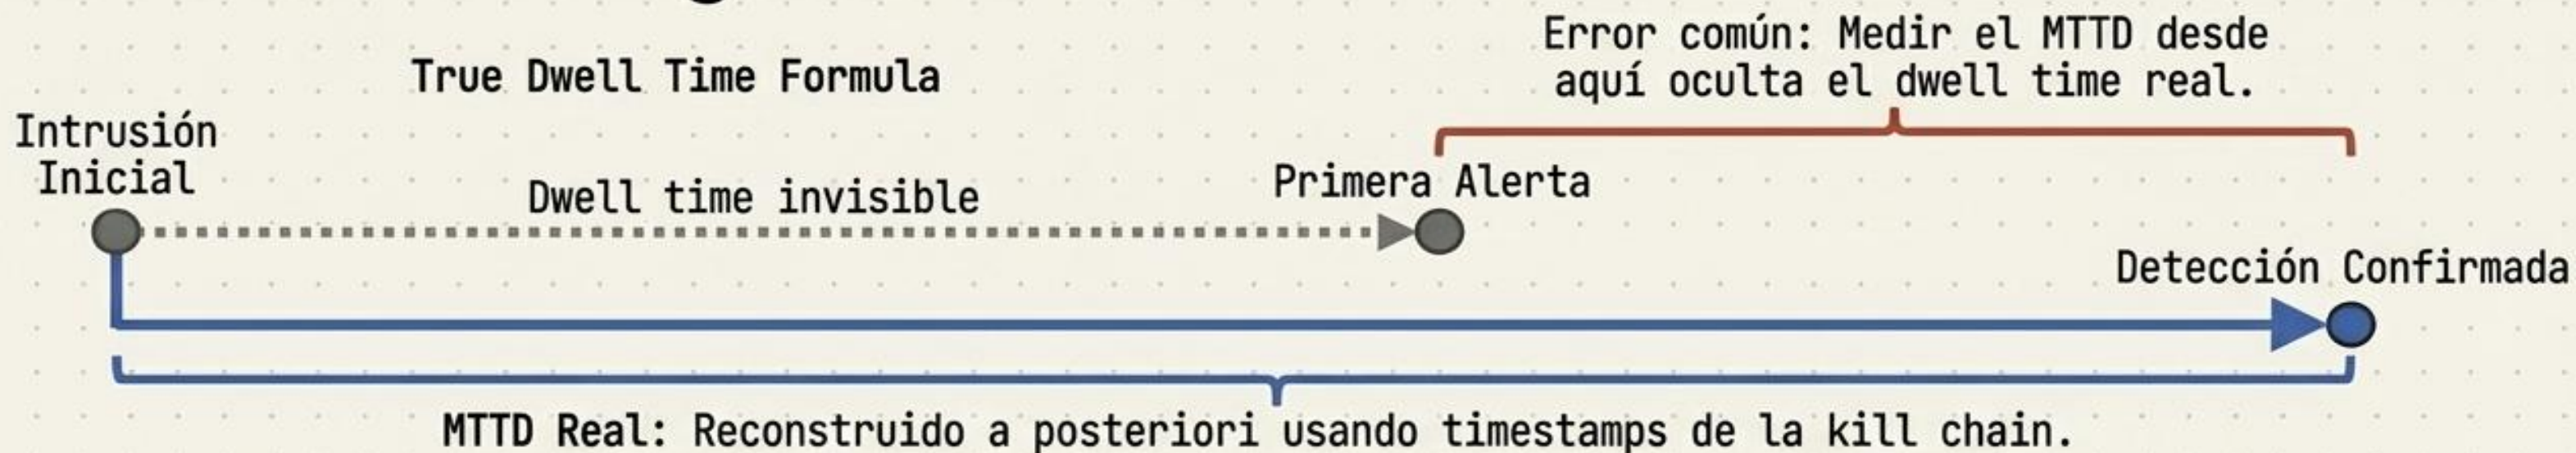 True Dwell Time Formula
Error común: Medir el MTTD desde
aquí oculta el dwell time real.
Intrusión
Inicial
Dwell time invisible
Primera Alerta
Detección Confirmada
MTTD Real: Reconstruido a posteriori usando timestamps de la kill chain.